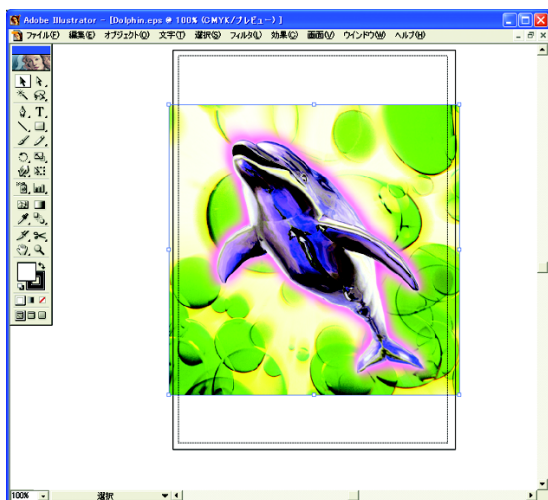 Adobe Illustrator - [Dolphin.eps @ 100% (CMYK/プレビュー) ]
ファイル(F) 編集(E) オブジェクト(O) 文字(T) 選択(S) フィルタ(L) 効果(C) 画面(V) ウインドウ(W) ヘルプ(H)
100% 選択